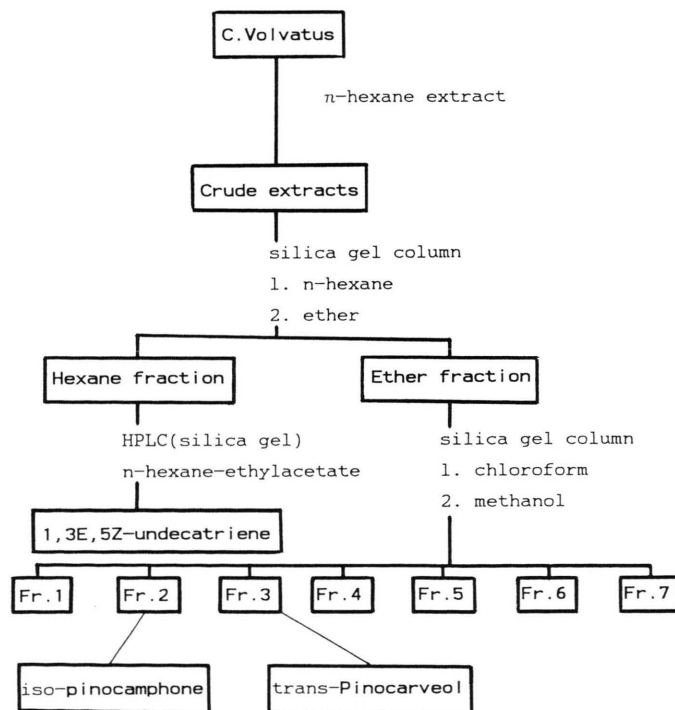 C.Volvatus
n-hexane extract
Crude extracts
silica gel column
1. n-hexane
2. ether
Hexane fraction
Ether fraction
HPLC(silica gel)
n-hexane-ethylacetate
silica gel column
1. chloroform
2. methanol
1,3E,5Z-undecatriene
Fr.1
Fr.2
Fr.3
Fr.4
Fr.5
Fr.6
Fr.7
iso-pinocamphone
trans-Pinocarveol